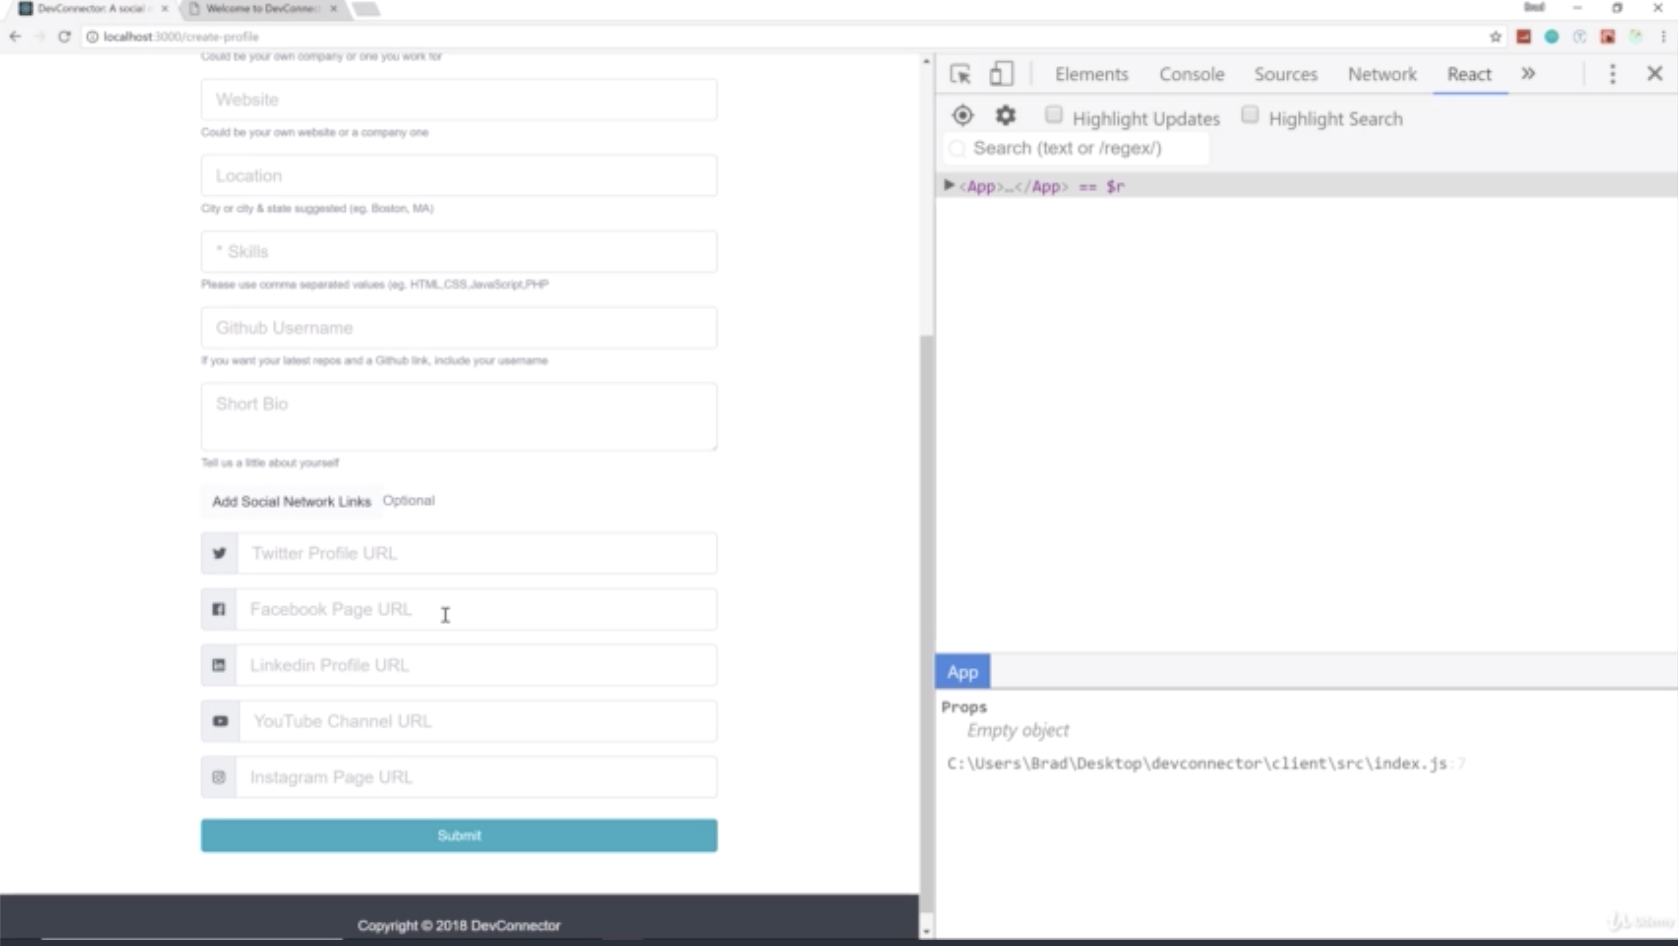 DevConnector: A social
Welcome to DevConnec
localhost:3000/create-profile
Could be your own company or one you work for
Website
Could be your own website or a company one
Location
City or city & state suggested (eg. Boston, MA)
* Skills
Please use comma separated values (eg. HTML,CSS,JavaScript,PHP
Github Username
If you want your latest repos and a Github link, include your username
Short Bio
Tell us a little about yourself
Add Social Network Links Optional
Twitter Profile URL
Facebook Page URL
Linkedin Profile URL
YouTube Channel URL
Instagram Page URL
Submit
Copyright © 2018 DevConnector
Elements Console Sources Network React »
Highlight Updates Highlight Search
Search (text or /regex/)
<App>…</App> == $r
App
Props
Empty object
C:\Users\Brad\Desktop\devconnector\client\src\index.js:7
Udemy